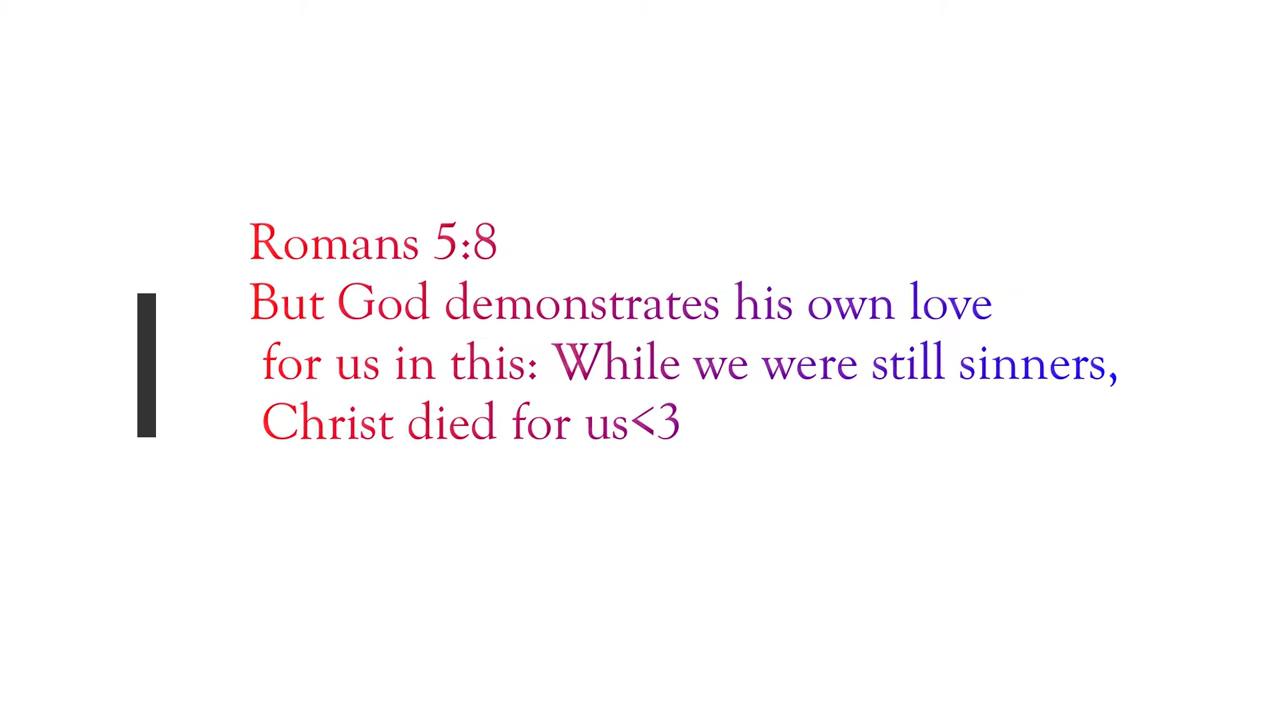 Romans 5:8
But God demonstrates his own love
for us in this: While we were still sinners,
Christ died for us<3